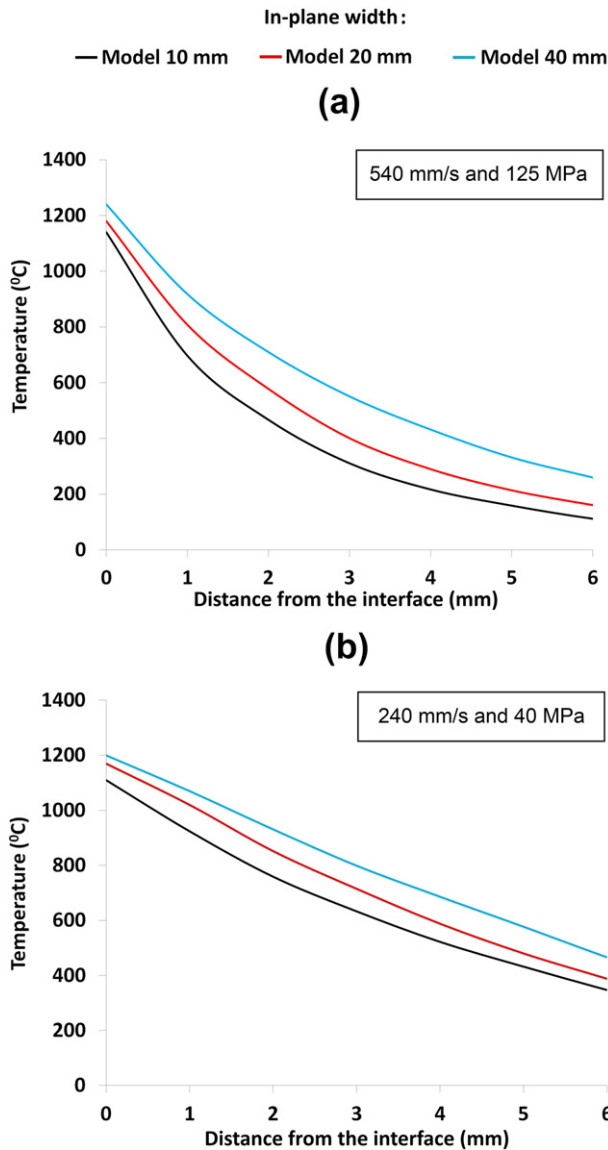 In-plane width:
Model 10 mm Model 20 mm Model 40 mm
(a)
540 mm/s and 125 MPa
Temperature (⁰C)
1400
1200
1000
800
600
400
200
0
0 1 2 3 4 5 6
Distance from the interface (mm)
(b)
240 mm/s and 40 MPa
Temperature (⁰C)
1400
1200
1000
800
600
400
200
0
0 1 2 3 4 5 6
Distance from the interface (mm)